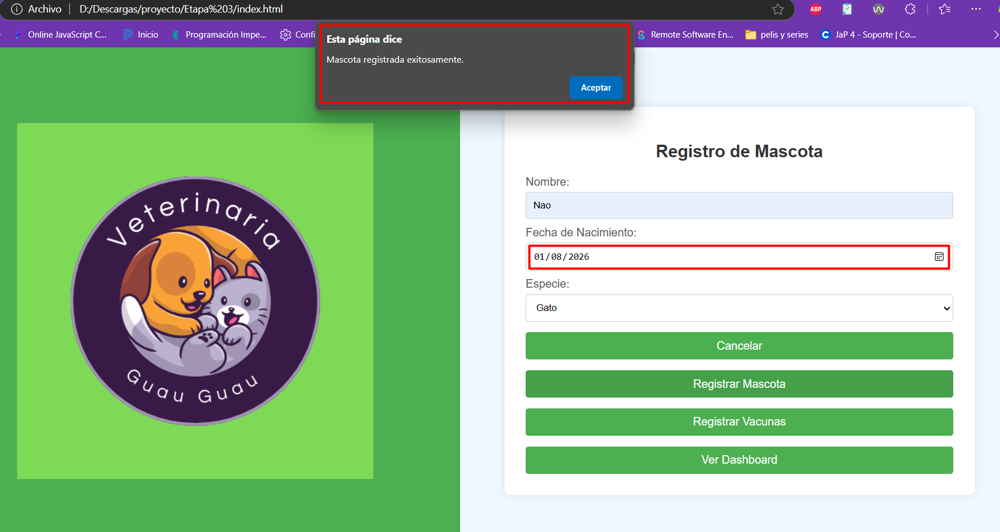 Archivo D:/Descargas/proyecto/Etapa%203/index.html
ABP
Online JavaScript C... Inicio Programación Impe... Confi Remote Software En... pelis y series JaP 4 - Soporte | Co...
Esta página dice
Mascota registrada exitosamente.
Aceptar
Veterinaria
Guau Guau
Registro de Mascota
Nombre:
Nao
Fecha de Nacimiento:
01/08/2026
Especie:
Gato
Cancelar
Registrar Mascota
Registrar Vacunas
Ver Dashboard